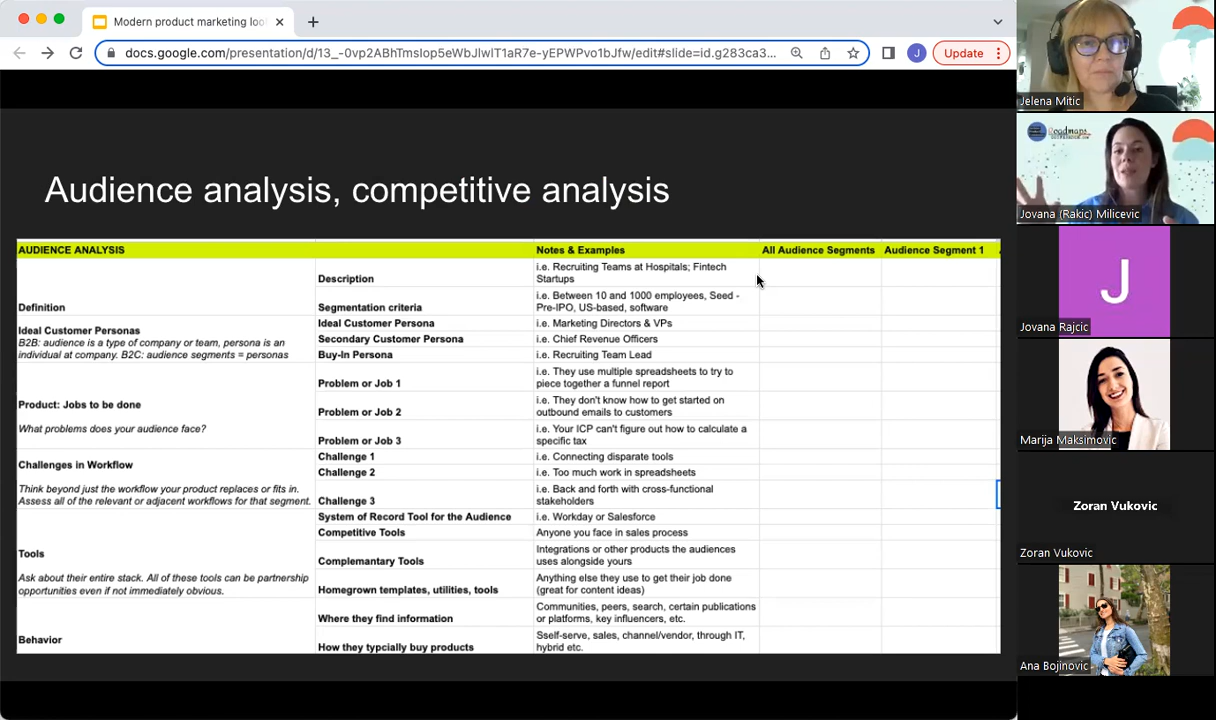 Modern product marketing loo
docs.google.com/presentation/d/13_-0vp2ABhTmsIop5eWbJIwIT1aR7e-yEPWPvo1bJfw/edit#slide=id.g283ca3...
J
Update
Audience analysis, competitive analysis
AUDIENCE ANALYSIS
Notes & Examples
All Audience Segments
Audience Segment 1
Definition
Description
i.e. Recruiting Teams at Hospitals; Fintech
Startups
Segmentation criteria
i.e. Between 10 and 1000 employees, Seed -
Pre-IPO, US-based, software
Ideal Customer Personas
B2B: audience is a type of company or team, persona is an
individual at company. B2C: audience segments = personas
Ideal Customer Persona
i.e. Marketing Directors & VPs
Secondary Customer Persona
i.e. Chief Revenue Officers
Buy-In Persona
i.e. Recruiting Team Lead
Product: Jobs to be done
What problems does your audience face?
Problem or Job 1
i.e. They use multiple spreadsheets to try to
piece together a funnel report
Problem or Job 2
i.e. They don't know how to get started on
outbound emails to customers
Problem or Job 3
i.e. Your ICP can't figure out how to calculate a
specific tax
Challenges in Workflow
Think beyond just the workflow your product replaces or fits in.
Assess all of the relevant or adjacent workflows for that segment.
Challenge 1
i.e. Connecting disparate tools
Challenge 2
i.e. Too much work in spreadsheets
Challenge 3
i.e. Back and forth with cross-functional
stakeholders
Tools
Ask about their entire stack. All of these tools can be partnership
opportunities even if not immediately obvious.
System of Record Tool for the Audience
i.e. Workday or Salesforce
Competitive Tools
Anyone you face in sales process
Complemantary Tools
Integrations or other products the audiences
uses alongside yours
Homegrown templates, utilities, tools
Anything else they use to get their job done
(great for content ideas)
Behavior
Where they find information
Communities, peers, search, certain publications
or platforms, key influencers, etc.
How they typcially buy products
Sself-serve, sales, channel/vendor, through IT,
hybrid etc.
Jelena Mitic
Roadmaps
Jovana (Rakic) Milicevic
J
Jovana Rajcic
Marija Maksimovic
Zoran Vukovic
Zoran Vukovic
Ana Bojinovic